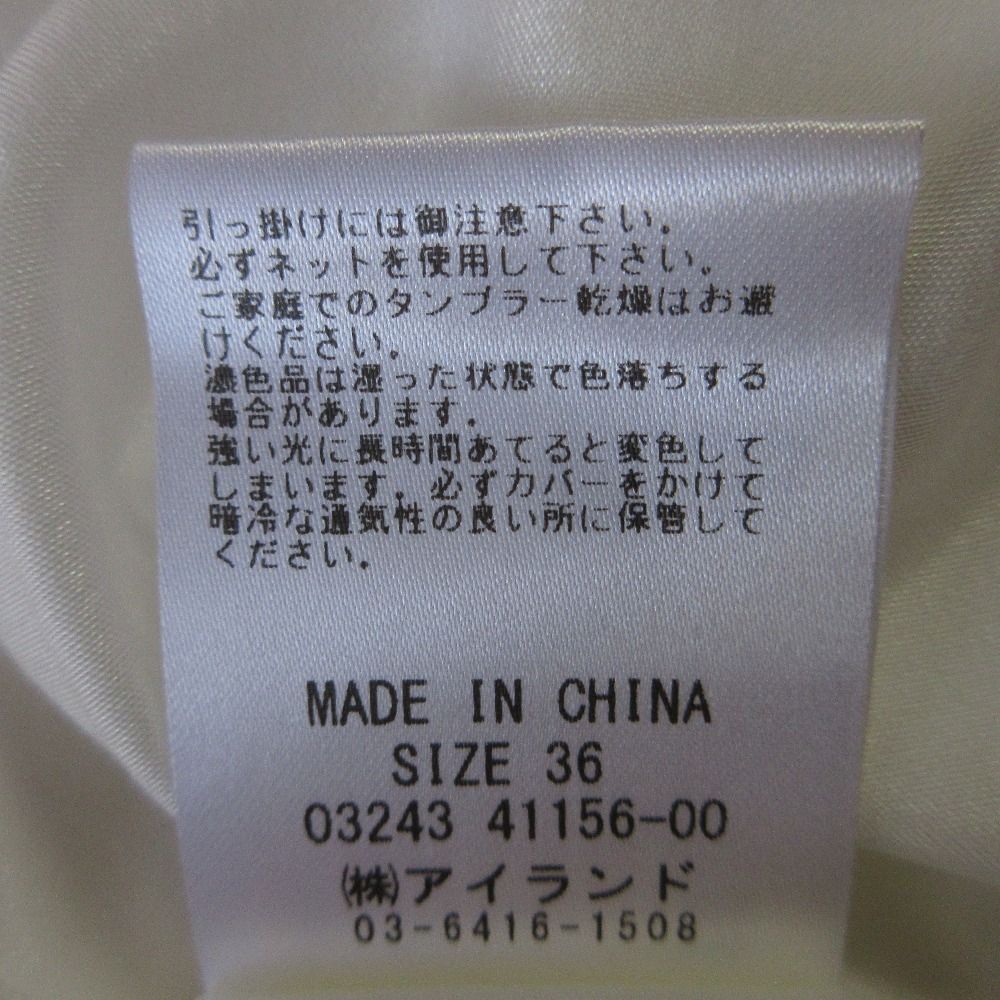 引っ掛けには御注意下さい。
必ずネットを使用して下さい。
ご家庭でのタンブラー乾燥はお避
けください。
濃色品は湿った状態で色落ちする
場合があります。
強い光に長時間あてると変色して
しまいます。必ずカバーをかけて
暗冷な通気性の良い所に保管して
ください。
MADE IN CHINA
SIZE 36
03243 41156-00
㈱アイランド
03-6416-1508